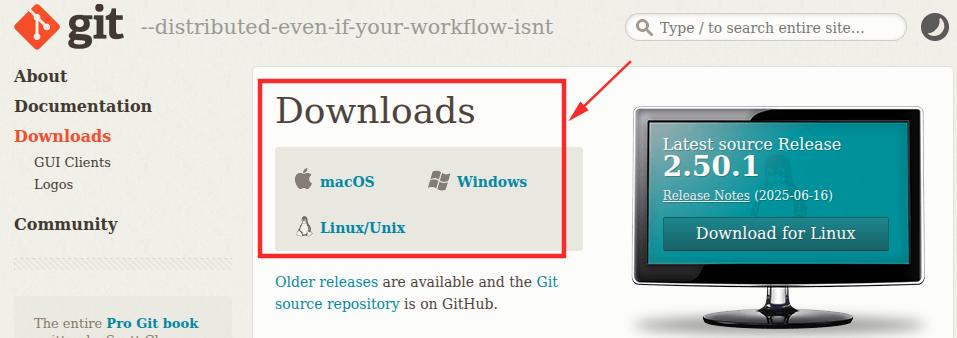 git --distributed-even-if-your-workflow-isnt
Type / to search entire site…
About
Documentation
Downloads
GUI Clients
Logos
Community
The entire Pro Git book
Downloads
macOS
Windows
Linux/Unix
Older releases are available and the Git
source repository is on GitHub.
Latest source Release
2.50.1
Release Notes (2025-06-16)
Download for Linux